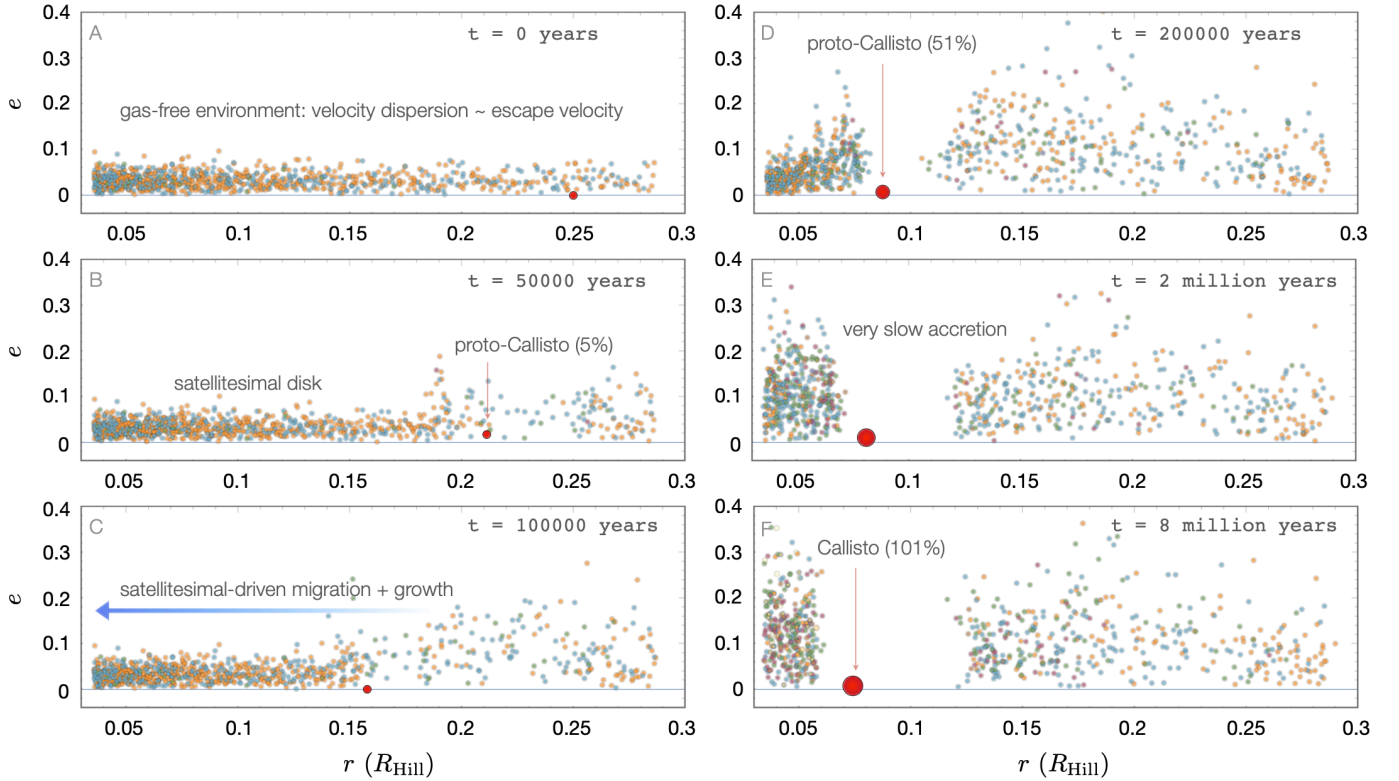 A
t = 0 years
gas-free environment: velocity dispersion ~ escape velocity
e
0.4
0.3
0.2
0.1
0
0.05
0.1
0.15
0.2
0.25
0.3
B
t = 50000 years
proto-Callisto (5%)
satellitesimal disk
e
0.4
0.3
0.2
0.1
0
0.05
0.1
0.15
0.2
0.25
0.3
C
t = 100000 years
satellitesimal-driven migration + growth
e
0.4
0.3
0.2
0.1
0
0.05
0.1
0.15
0.2
0.25
0.3
r (R_Hill)
D
t = 200000 years
proto-Callisto (51%)
0.4
0.3
0.2
0.1
0
0.05
0.1
0.15
0.2
0.25
0.3
E
t = 2 million years
very slow accretion
0.4
0.3
0.2
0.1
0
0.05
0.1
0.15
0.2
0.25
0.3
F
t = 8 million years
Callisto (101%)
0.4
0.3
0.2
0.1
0
0.05
0.1
0.15
0.2
0.25
0.3
r (R_Hill)